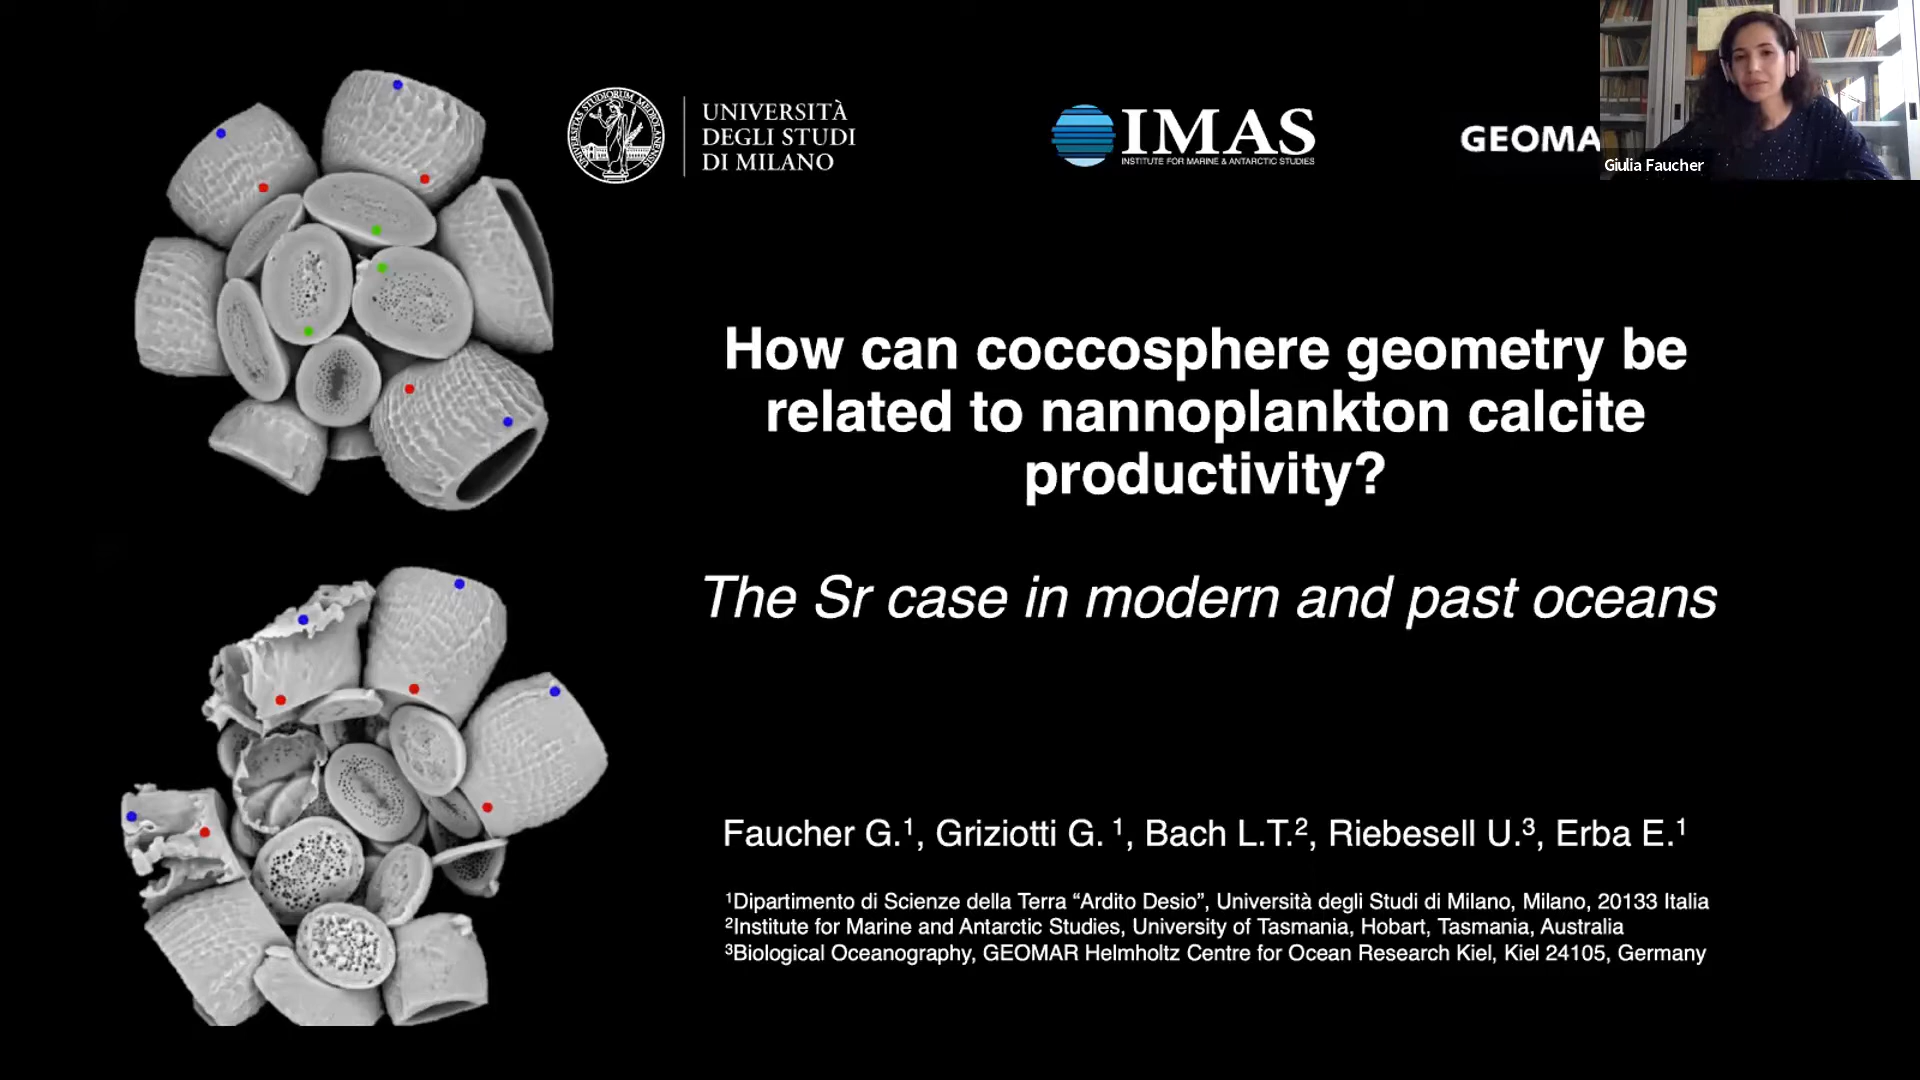 UNIVERSITÀ
DEGLI STUDI
DI MILANO
IMAS
INSTITUTE FOR MARINE & ANTARCTIC STUDIES
GEOMA
Giulia Faucher
How can coccosphere geometry be
related to nannoplankton calcite
productivity?
The Sr case in modern and past oceans
Faucher G.¹, Griziotti G. ¹, Bach L.T.², Riebesell U.³, Erba E.¹
¹Dipartimento di Scienze della Terra “Ardito Desio”, Università degli Studi di Milano, Milano, 20133 Italia
²Institute for Marine and Antarctic Studies, University of Tasmania, Hobart, Tasmania, Australia
³Biological Oceanography, GEOMAR Helmholtz Centre for Ocean Research Kiel, Kiel 24105, Germany